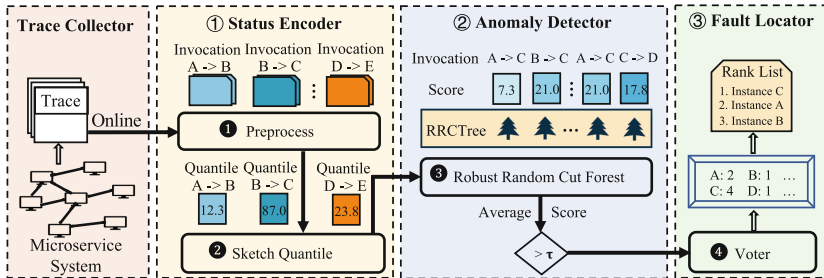 Trace Collector
Trace
Online
Microservice
System
① Status Encoder
Invocation Invocation Invocation
A -> B B -> C D -> E
❶ Preprocess
Quantile Quantile Quantile
A -> B B -> C D -> E
12.3 87.0 23.8
❷ Sketch Quantile
② Anomaly Detector
Invocation A -> C B -> C A -> C C -> D
Score 7.3 21.0 21.0 17.8
RRCTree
❸ Robust Random Cut Forest
Average Score
> τ
③ Fault Locator
Rank List
1. Instance C
2. Instance A
3. Instance B
A: 2 B: 1 ...
C: 4 D: 1 ...
❹ Voter